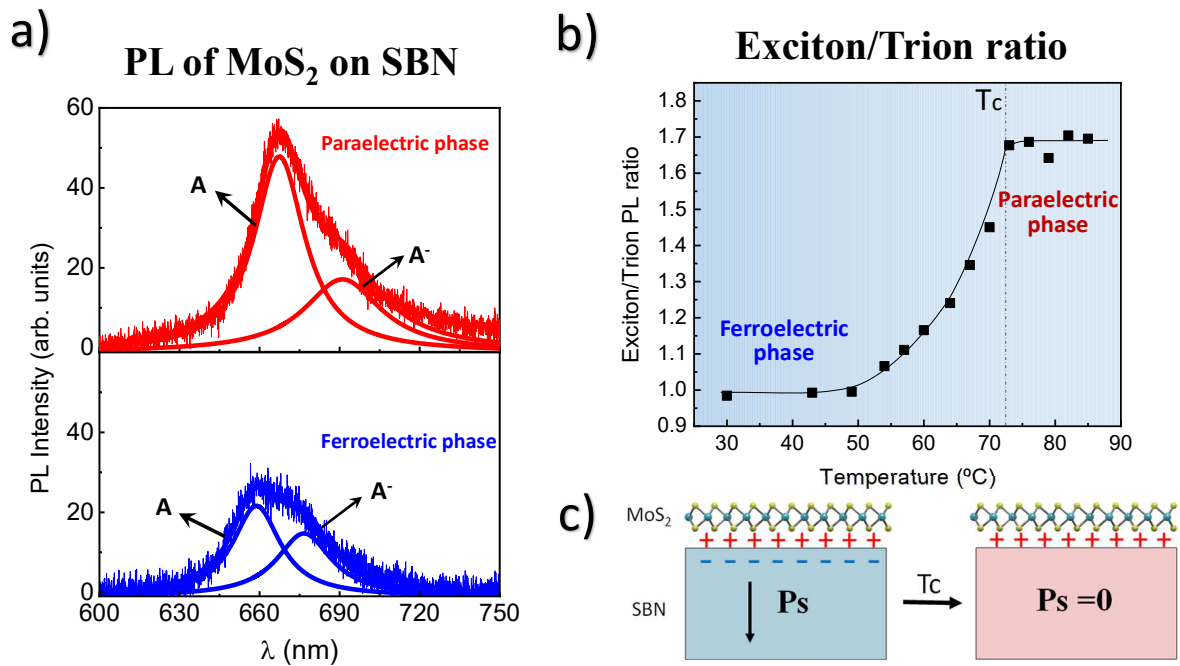 a)
PL of MoS₂ on SBN
PL Intensity (arb. units)
60
40
20
0
Paraelectric phase
A
A⁻
40
20
0
Ferroelectric phase
A
A⁻
600 630 660 690 720 750
λ (nm)
b)
Exciton/Trion ratio
Exciton/Trion PL ratio
1.8
1.7
1.6
1.5
1.4
1.3
1.2
1.1
1.0
0.9
Tc
Paraelectric
phase
Ferroelectric
phase
30 40 50 60 70 80 90
Temperature (ºC)
c)
MoS₂
+ + + + + + + +
- - - - - - - -
SBN
Ps
Tc
+ + + + + + + +
Ps =0